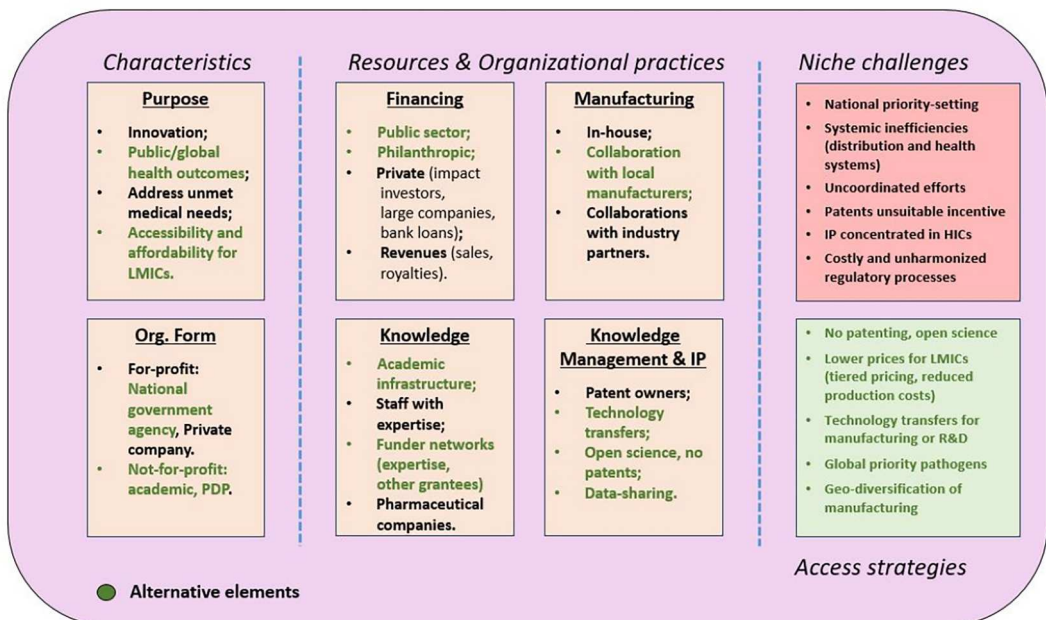 Characteristics
Resources & Organizational practices
Niche challenges
Purpose
• Innovation;
• Public/global
health outcomes;
• Address unmet
medical needs;
• Accessibility and
affordability for
LMICs.
Financing
• Public sector;
• Philanthropic;
• Private (impact
investors,
large companies,
bank loans);
• Revenues (sales,
royalties).
Manufacturing
• In-house;
• Collaboration
with local
manufacturers;
• Collaborations
with industry
partners.
• National priority-setting
• Systemic inefficiencies
(distribution and health
systems)
• Uncoordinated efforts
• Patents unsuitable incentive
• IP concentrated in HICs
• Costly and unharmonized
regulatory processes
Org. Form
• For-profit:
National
government
agency, Private
company.
• Not-for-profit:
academic, PDP.
Knowledge
• Academic
infrastructure;
• Staff with
expertise;
• Funder networks
(expertise,
other grantees)
• Pharmaceutical
companies.
Knowledge
Management & IP
• Patent owners;
• Technology
transfers;
• Open science, no
patents;
• Data-sharing.
• No patenting, open science
• Lower prices for LMICs
(tiered pricing, reduced
production costs)
• Technology transfers for
manufacturing or R&D
• Global priority pathogens
• Geo-diversification of
manufacturing
Access strategies
Alternative elements